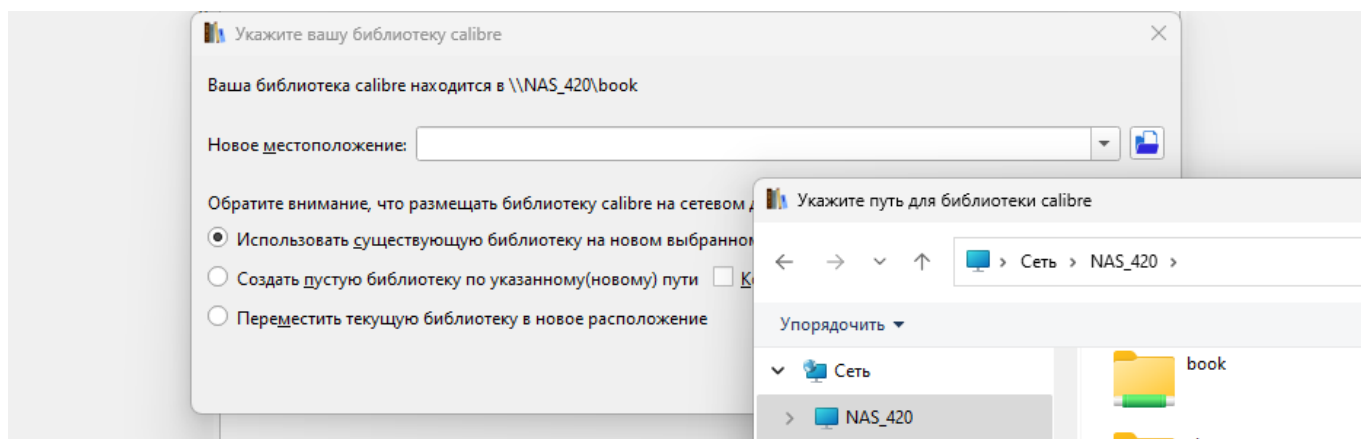 Укажите вашу библиотеку calibre
Ваша библиотека calibre находится в \\NAS_420\book
Новое местоположение:
Обратите внимание, что размещать библиотеку calibre на сетевом
Укажите путь для библиотеки calibre
Использовать существующую библиотеку на новом
Сеть > NAS_420 >
Создать пустую библиотеку по указанному(новому) пути
Переместить текущую библиотеку в новое расположение
Упорядочить
book
Сеть
NAS_420